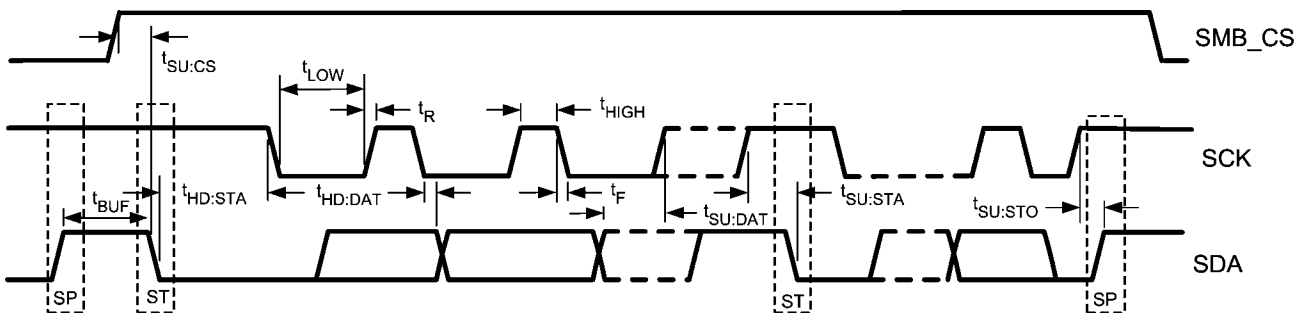 SMB_CS
tSU:CS
tLOW
tR
tHIGH
SCK
tBUF
tHD:STA
tHD:DAT
tF
tSU:DAT
tSU:STA
tSU:STO
SDA
SP
ST
ST
SP